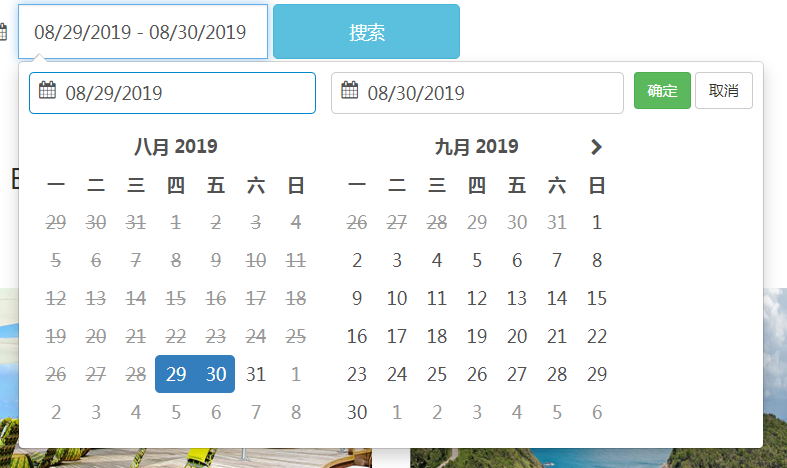 08/29/2019 - 08/30/2019 搜索
08/29/2019 08/30/2019 确定 取消
八月 2019 九月 2019
一 二 三 四 五 六 日 一 二 三 四 五 六 日
29 30 31 1 2 3 4 26 27 28 29 30 31 1
5 6 7 8 9 10 11 2 3 4 5 6 7 8
12 13 14 15 16 17 18 9 10 11 12 13 14 15
19 20 21 22 23 24 25 16 17 18 19 20 21 22
26 27 28 29 30 31 1 23 24 25 26 27 28 29
2 3 4 5 6 7 8 30 1 2 3 4 5 6